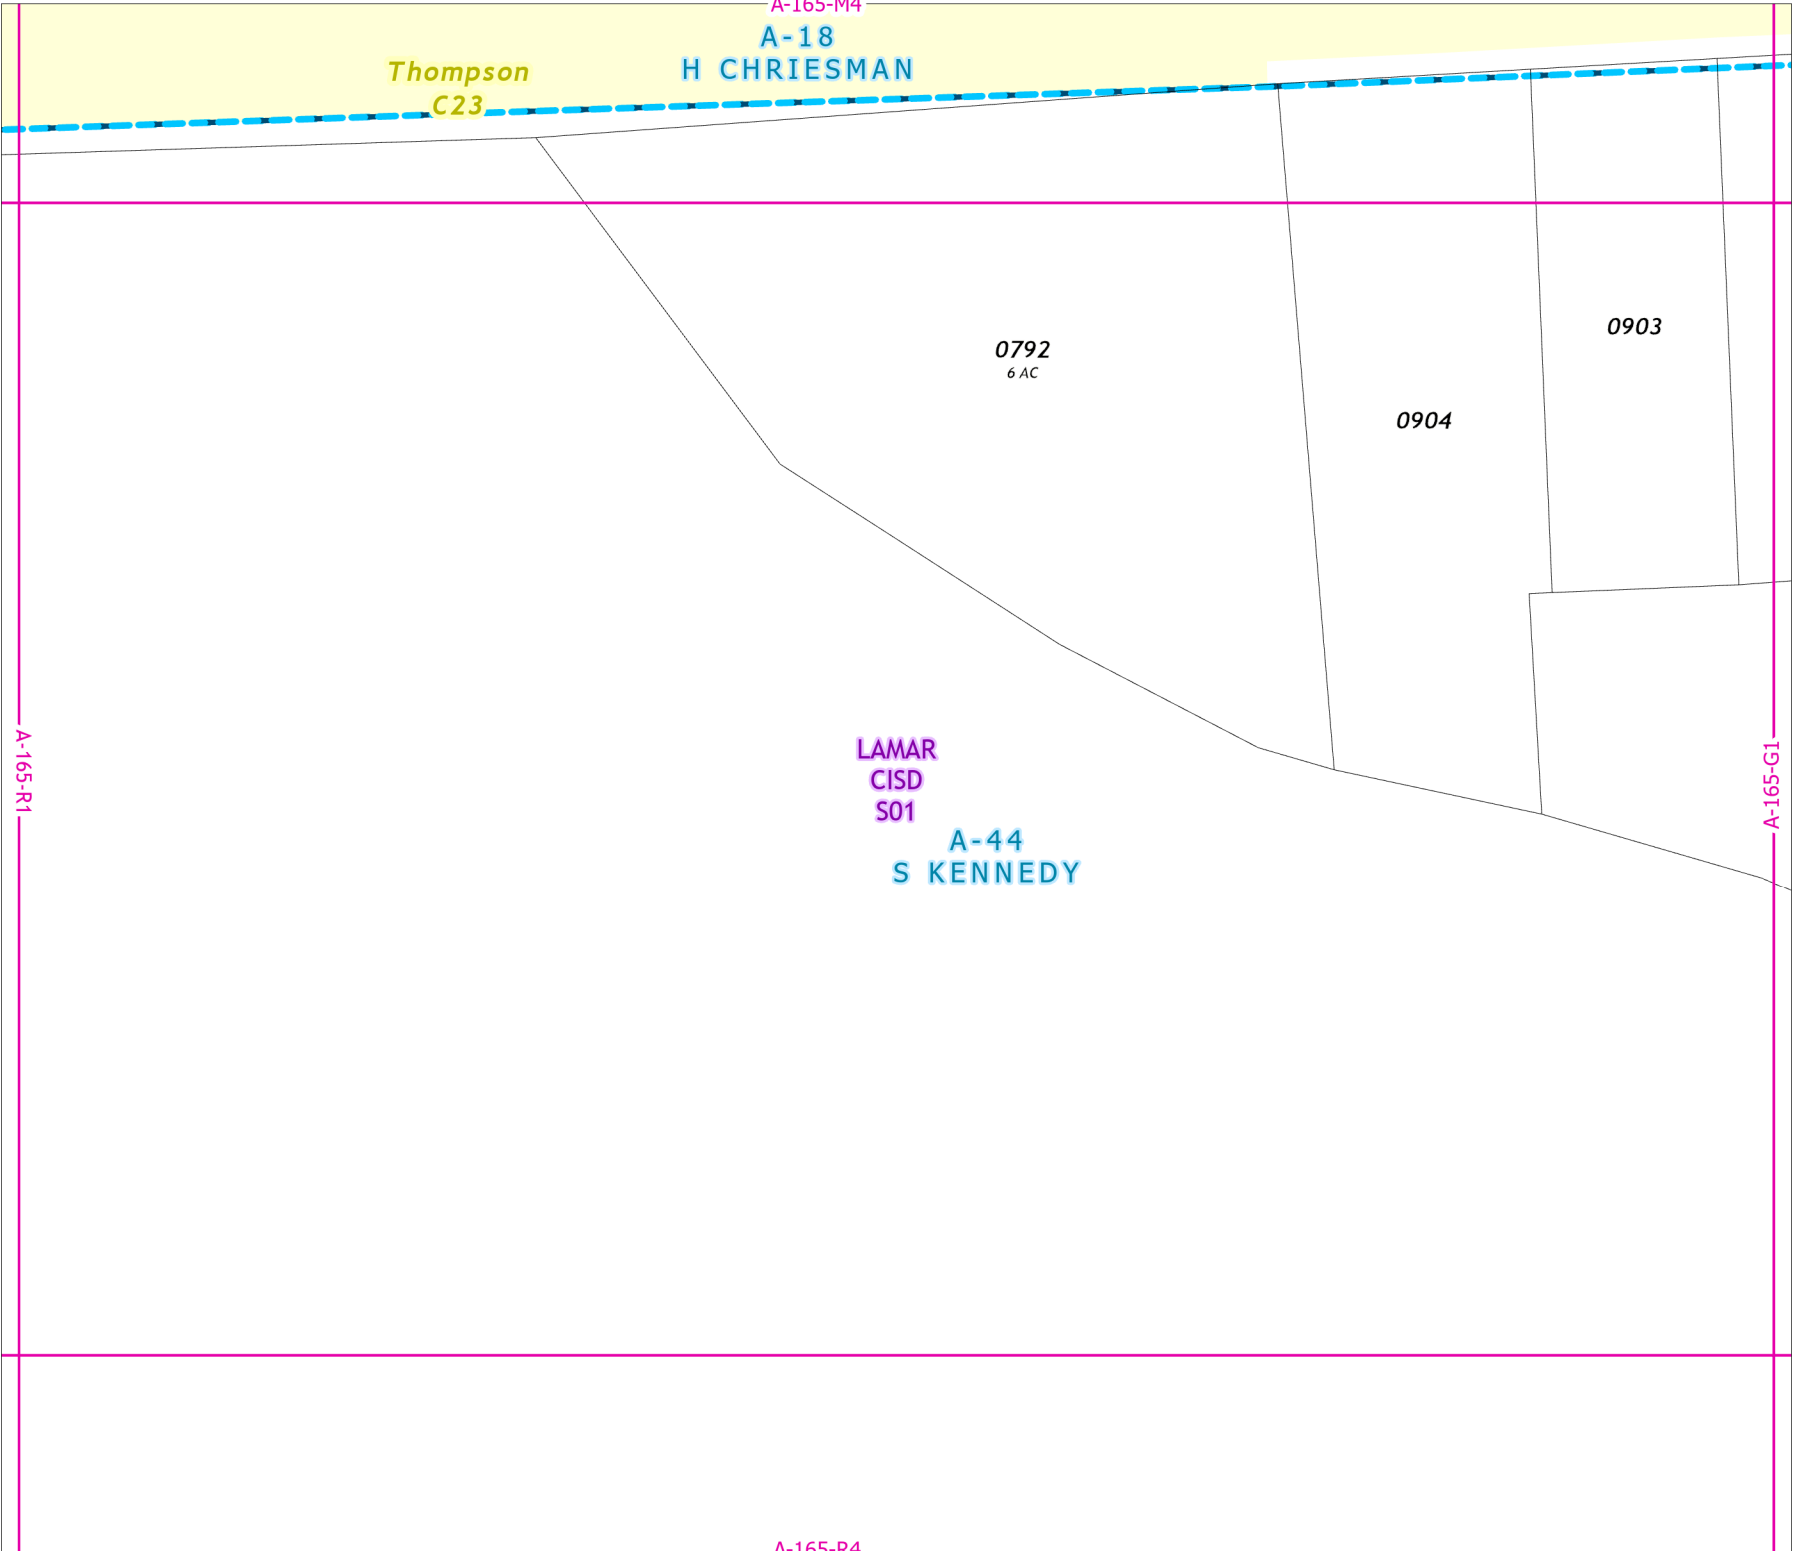 A-165-M4
A-18
H CHRIESMAN
Thompson
C23
0903
0792
6 AC
0904
LAMAR
CISD
S01
A-165-R1
A-165-G1
A-44
S KENNEDY
A-165-R4